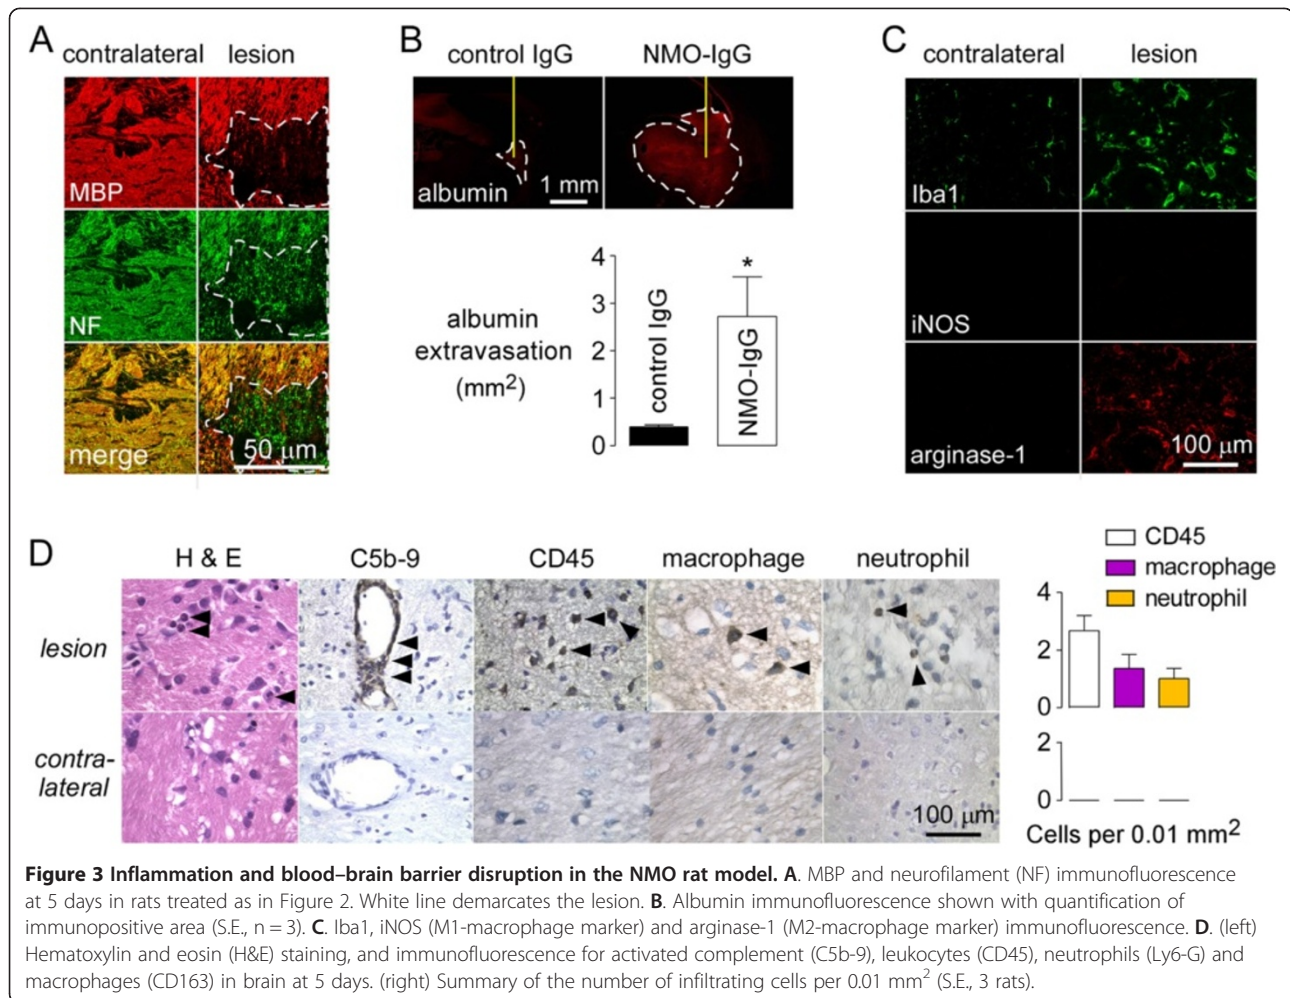 A
contralateral lesion
MBP
NF
merge
50 μm
B
control IgG NMO-IgG
albumin
1 mm
albumin
extravasation
(mm2)
4
3
2
1
0
control IgG
NMO-IgG
*
C
contralateral lesion
Iba1
iNOS
arginase-1
100 μm
D
H & E C5b-9 CD45 macrophage neutrophil
lesion
contra-
lateral
100 μm
CD45
macrophage
neutrophil
4
2
0
2
0
Cells per 0.01 mm2
Figure 3 Inflammation and blood–brain barrier disruption in the NMO rat model. A. MBP and neurofilament (NF) immunofluorescence
at 5 days in rats treated as in Figure 2. White line demarcates the lesion. B. Albumin immunofluorescence shown with quantification of
immunopositive area (S.E., n = 3). C. Iba1, iNOS (M1-macrophage marker) and arginase-1 (M2-macrophage marker) immunofluorescence. D. (left)
Hematoxylin and eosin (H&E) staining, and immunofluorescence for activated complement (C5b-9), leukocytes (CD45), neutrophils (Ly6-G) and
macrophages (CD163) in brain at 5 days. (right) Summary of the number of infiltrating cells per 0.01 mm2 (S.E., 3 rats).